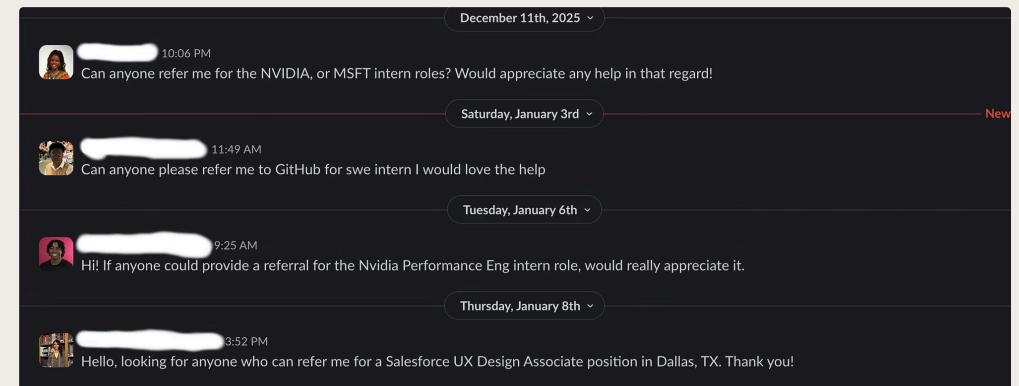 December 11th, 2025
10:06 PM
Can anyone refer me for the NVIDIA, or MSFT intern roles? Would appreciate any help in that regard!
Saturday, January 3rd
New
11:49 AM
Can anyone please refer me to GitHub for swe intern I would love the help
Tuesday, January 6th
9:25 AM
Hi! If anyone could provide a referral for the Nvidia Performance Eng intern role, would really appreciate it.
Thursday, January 8th
3:52 PM
Hello, looking for anyone who can refer me for a Salesforce UX Design Associate position in Dallas, TX. Thank you!